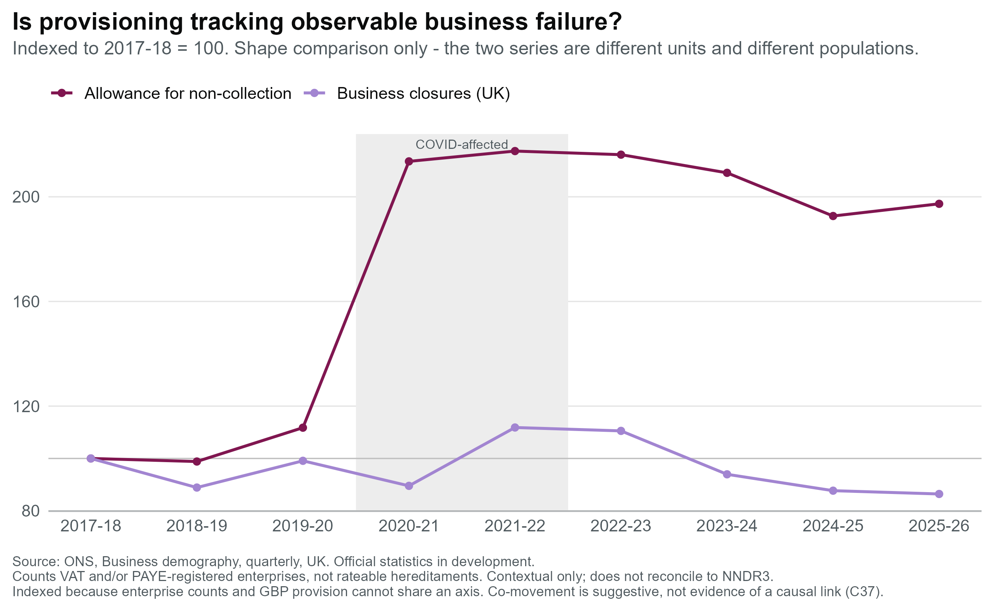 Is provisioning tracking observable business failure?
Indexed to 2017-18 = 100. Shape comparison only - the two series are different units and different populations.
Allowance for non-collection
Business closures (UK)
COVID-affected
200
160
120
80
2017-18
2018-19
2019-20
2020-21
2021-22
2022-23
2023-24
2024-25
2025-26
Source: ONS, Business demography, quarterly, UK. Official statistics in development.
Counts VAT and/or PAYE-registered enterprises, not rateable hereditaments. Contextual only; does not reconcile to NNDR3.
Indexed because enterprise counts and GBP provision cannot share an axis. Co-movement is suggestive, not evidence of a causal link (C37).